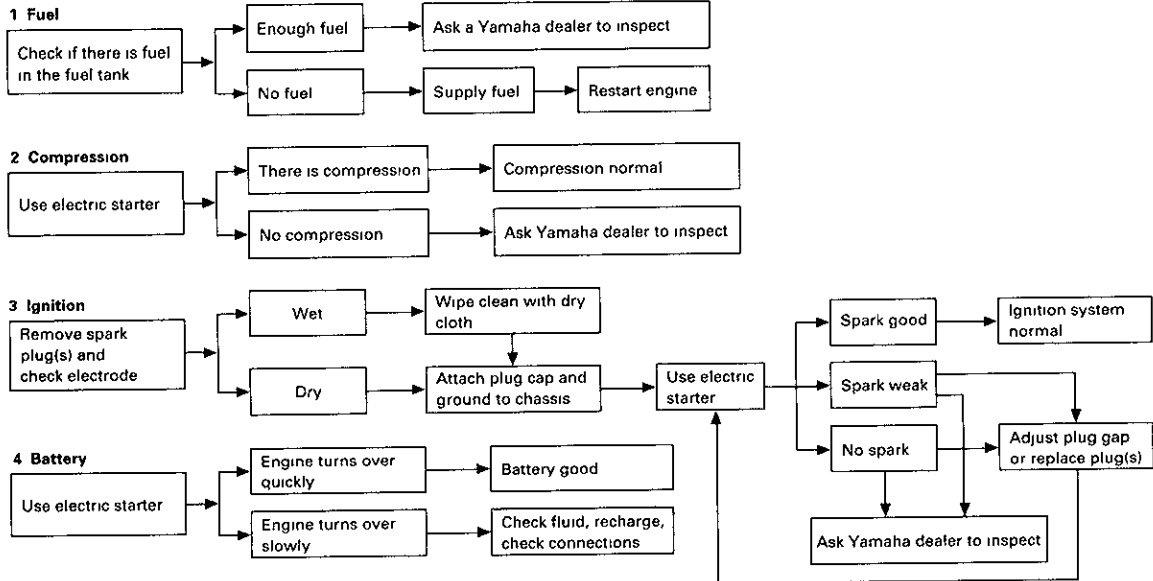 1 Fuel
Check if there is fuel
in the fuel tank
Enough fuel
Ask a Yamaha dealer to inspect
No fuel
Supply fuel
Restart engine
2 Compression
Use electric starter
There is compression
Compression normal
No compression
Ask Yamaha dealer to inspect
3 Ignition
Remove spark
plug(s) and
check electrode
Wet
Wipe clean with dry
cloth
Dry
Attach plug cap and
ground to chassis
Use electric
starter
Spark good
Ignition system
normal
Spark weak
No spark
Adjust plug gap
or replace plug(s)
Ask Yamaha dealer to inspect
4 Battery
Use electric starter
Engine turns over
quickly
Battery good
Engine turns over
slowly
Check fluid, recharge,
check connections